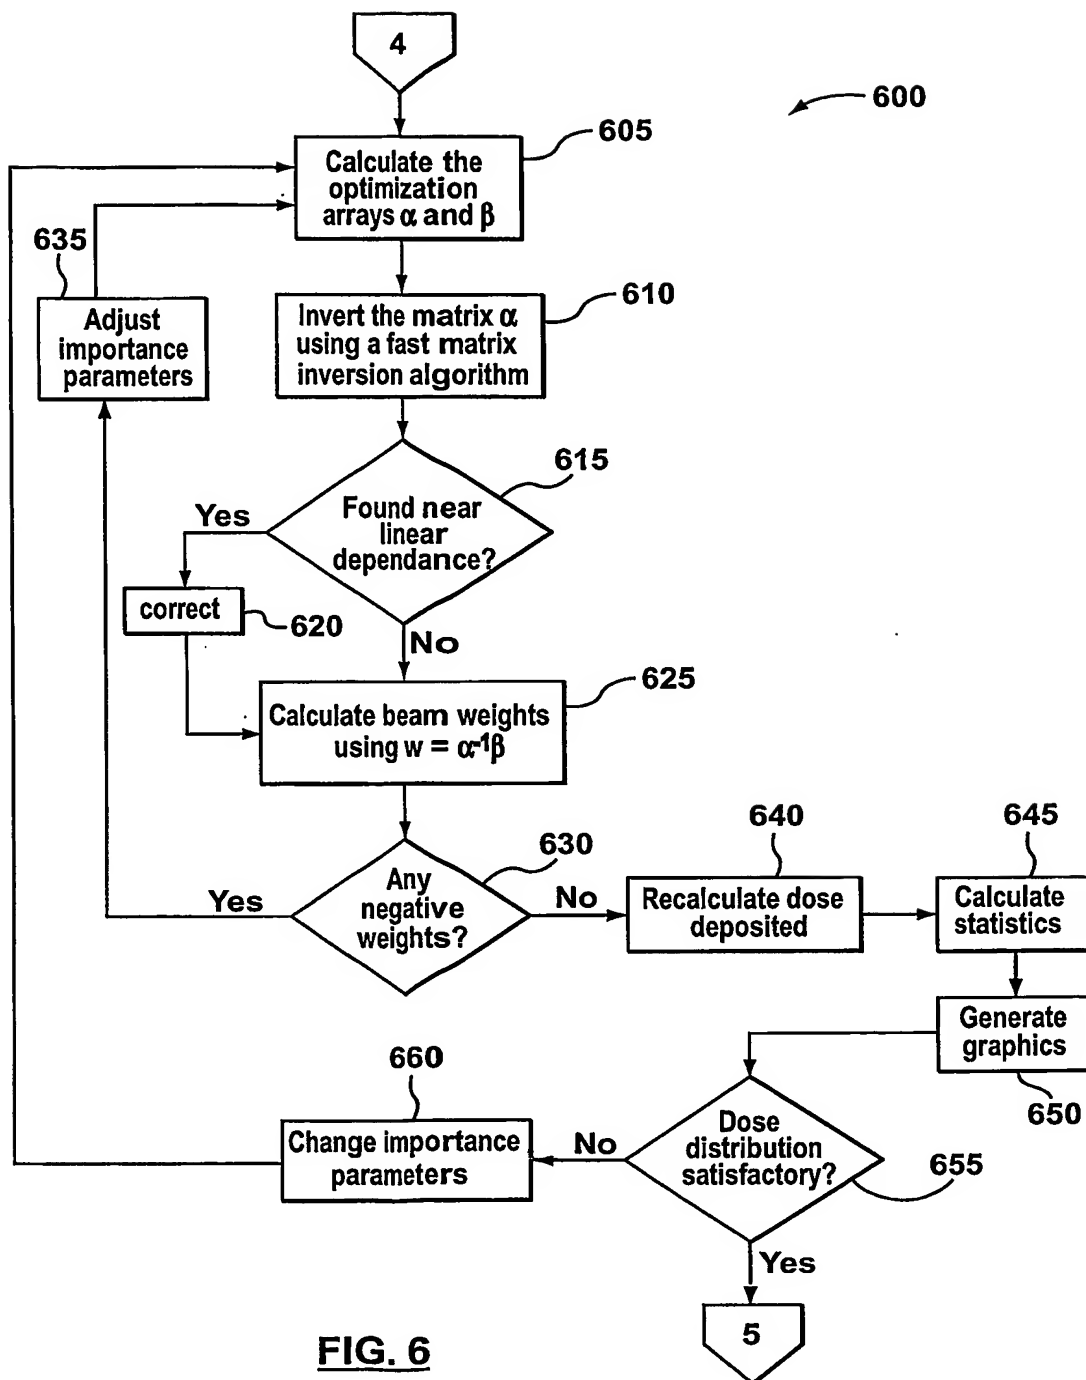 4
600
605
Calculate the
optimization
arrays α and β
635
Adjust
importance
parameters
610
Invert the matrix α
using a fast matrix
inversion algorithm
615
Found near
linear
dependance?
Yes
correct
620
No
625
Calculate beam weights
using w = α⁻¹β
630
Any
negative
weights?
Yes
No
640
Recalculate dose
deposited
645
Calculate
statistics
Generate
graphics
650
660
Change importance
parameters
No
Dose
distribution
satisfactory?
655
Yes
5
FIG. 6